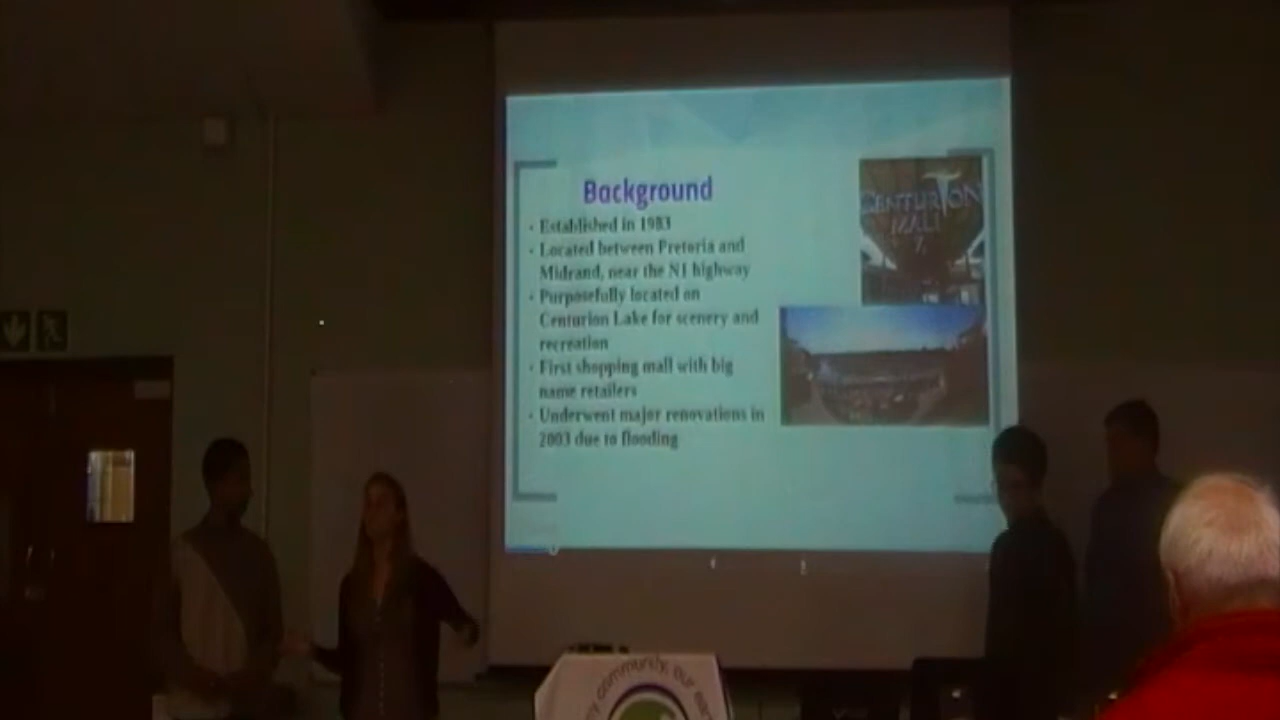 Background
• Established in 1983
• Located between Pretoria and
Midrand, near the N1 highway
• Purposefully located on
Centurion Lake for scenery and
recreation
• First shopping mall with big
name retailers
• Underwent major renovations in
2003 due to flooding
CENTURION
MALL
community, our